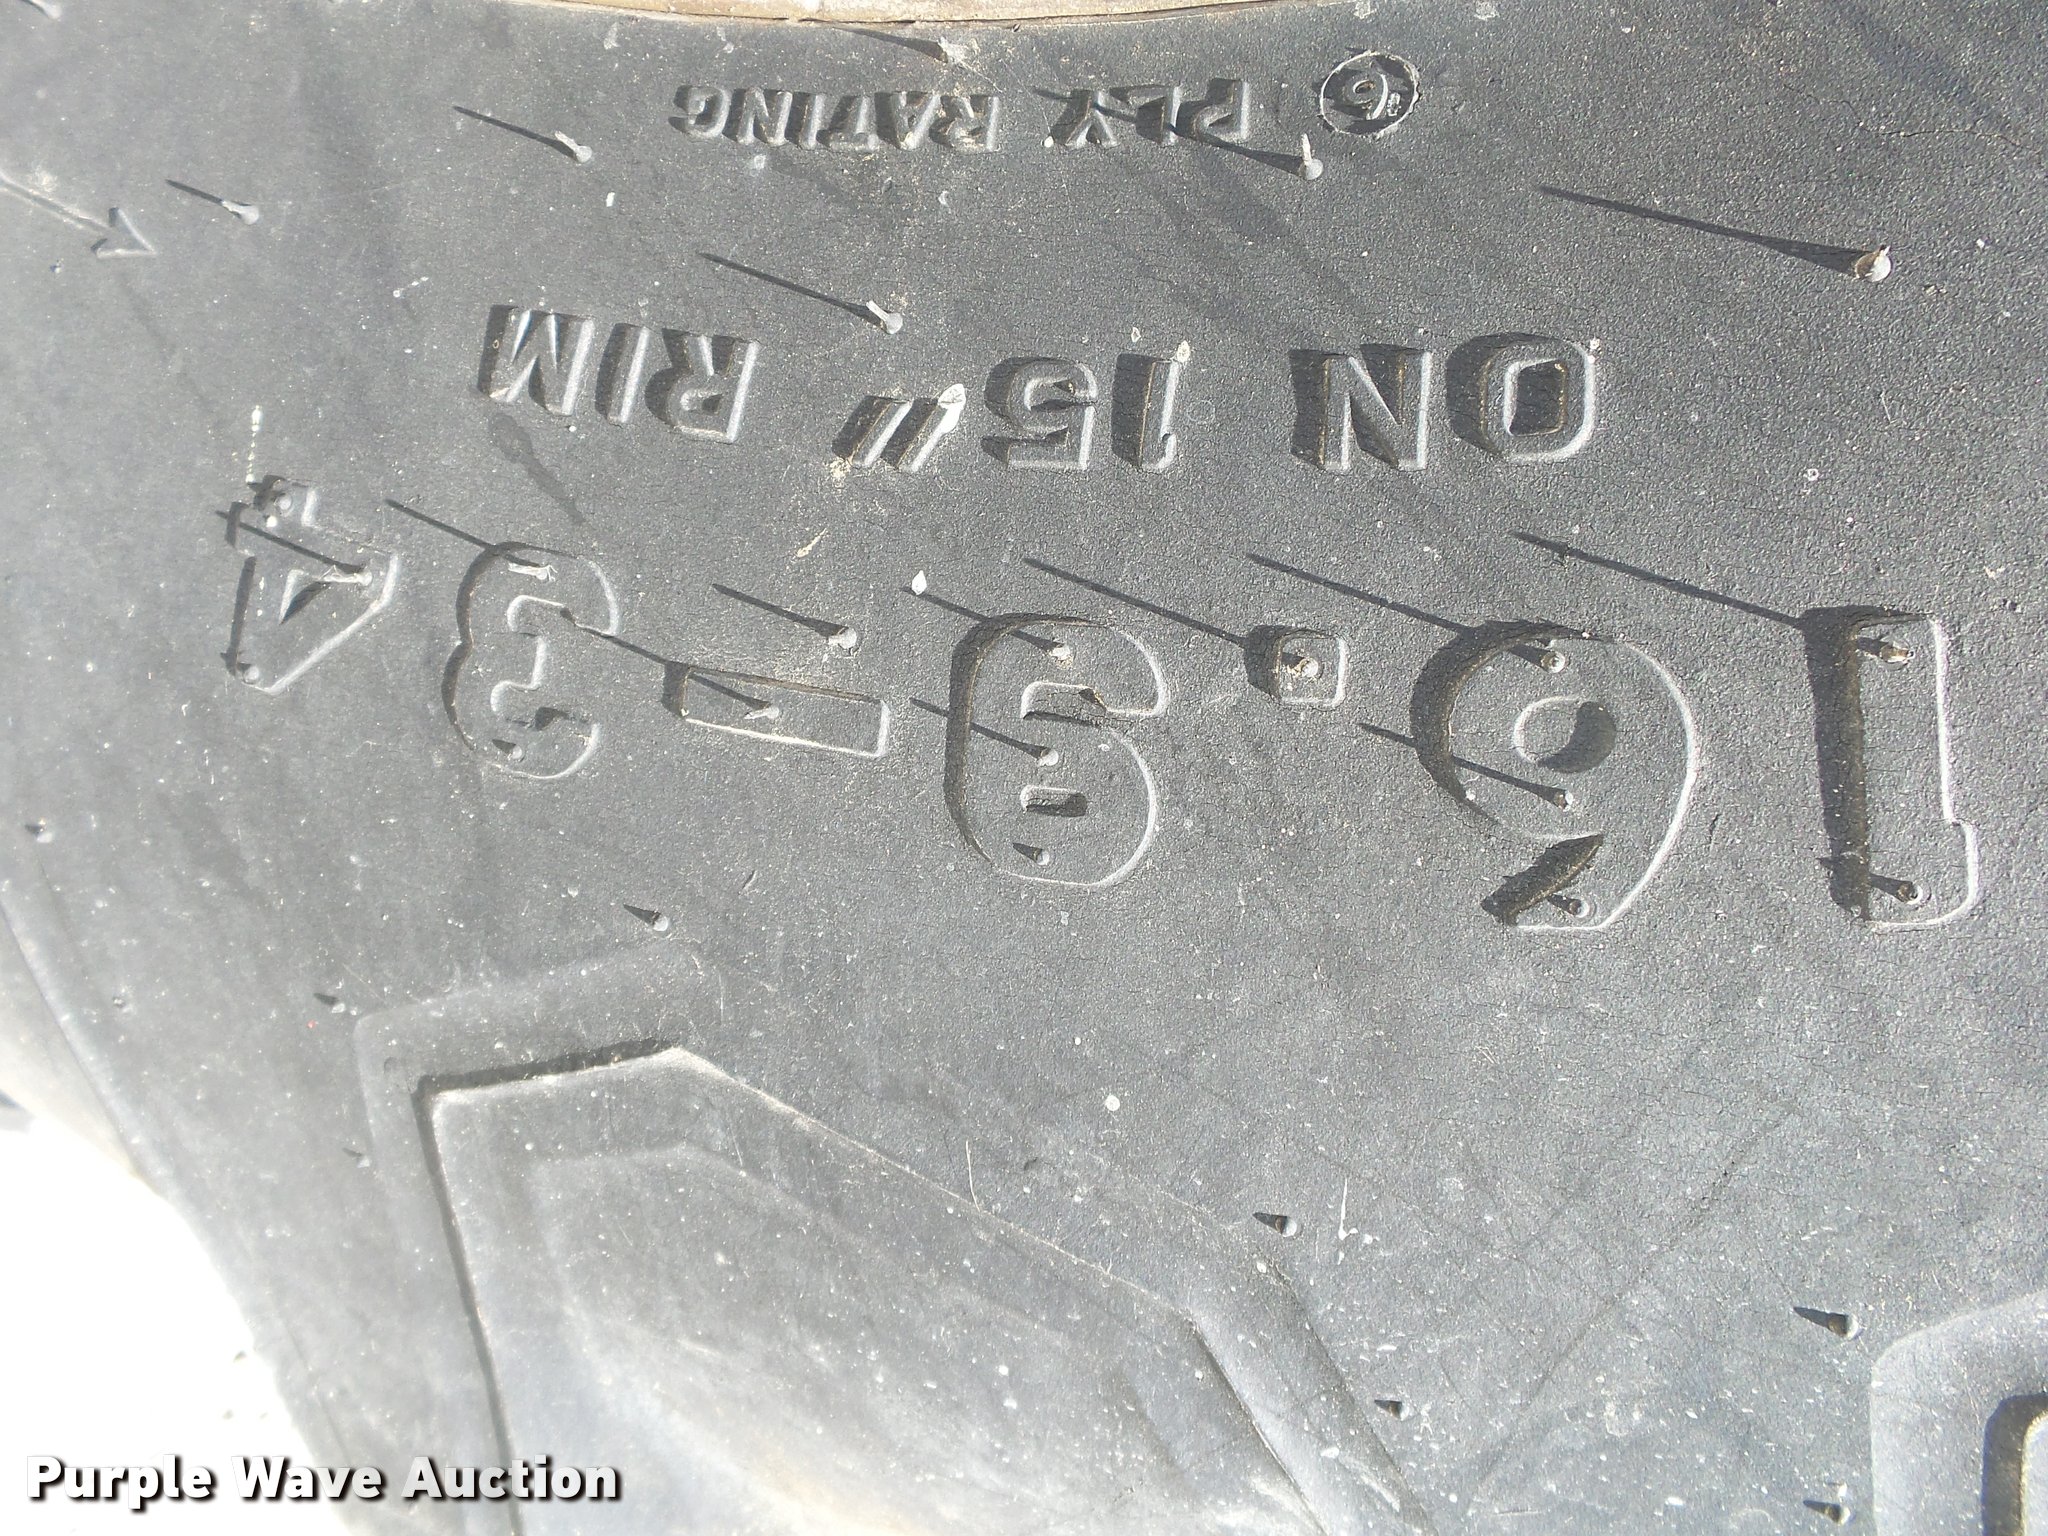 16.9-34
ON 15" RIM
6 PLY RATING
Purple Wave Auction